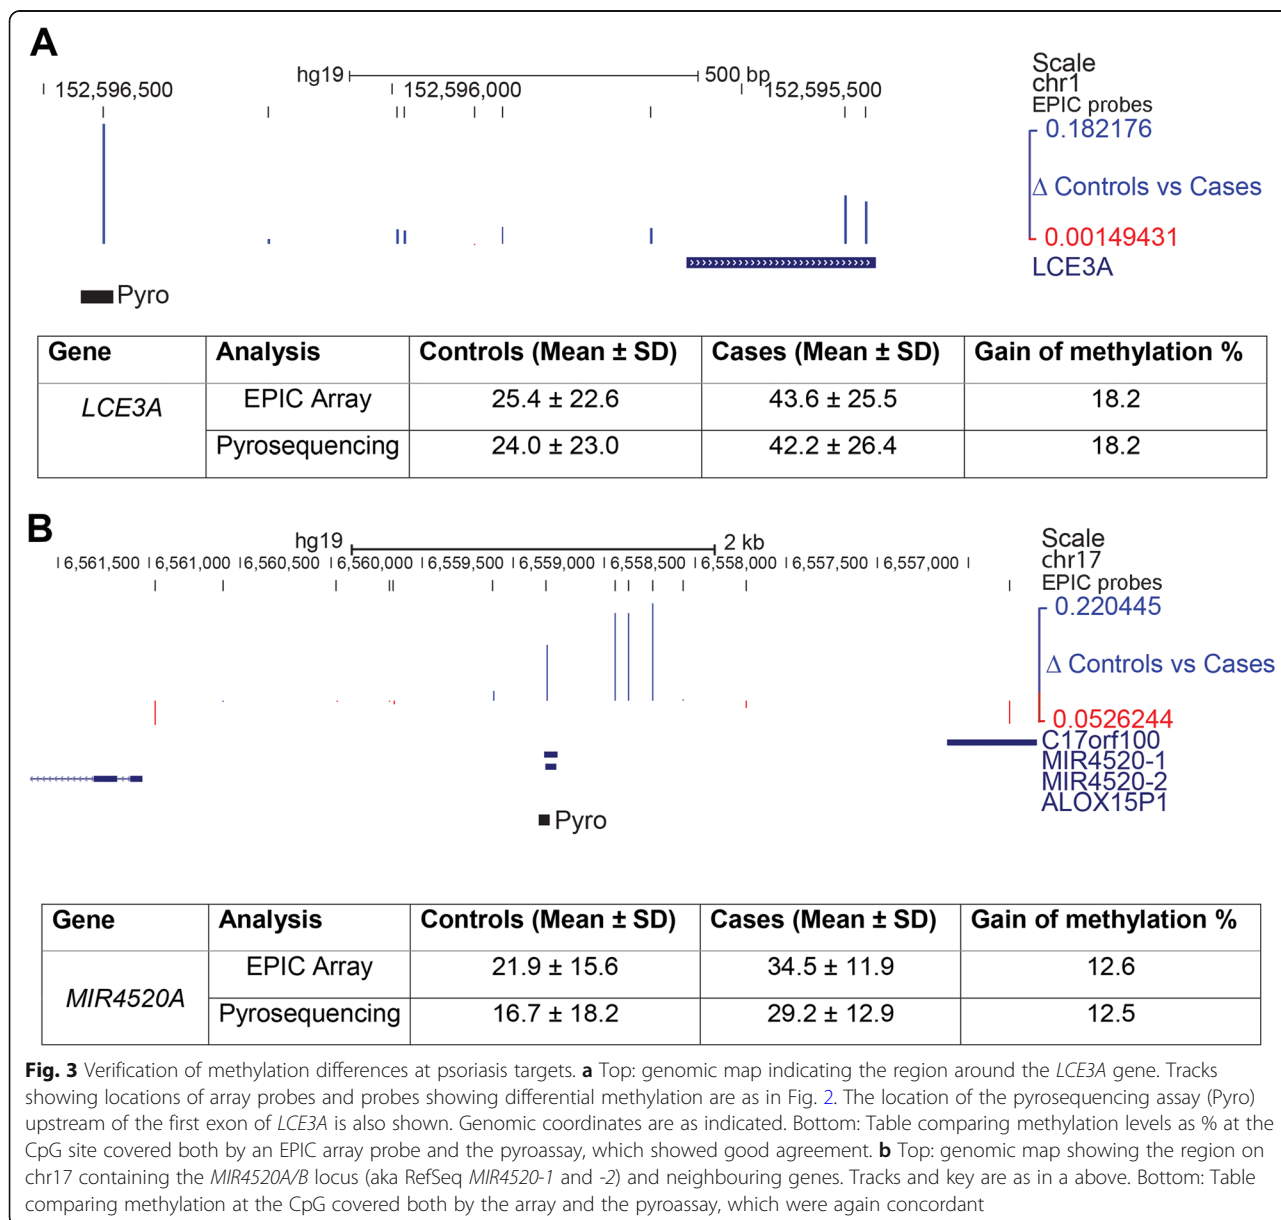 A
hg19 500 bp Scale
152,596,500 152,596,000 152,595,500 chr1
EPIC probes
0.182176
Δ Controls vs Cases
0.00149431
LCE3A
Pyro
Gene Analysis Controls (Mean ± SD) Cases (Mean ± SD) Gain of methylation %
LCE3A EPIC Array 25.4 ± 22.6 43.6 ± 25.5 18.2
Pyrosequencing 24.0 ± 23.0 42.2 ± 26.4 18.2
B
hg19 2 kb Scale
6,561,500 6,561,000 6,560,500 6,560,000 6,559,500 6,559,000 6,558,500 6,558,000 6,557,500 6,557,000 chr17
EPIC probes
0.220445
Δ Controls vs Cases
0.0526244
C17orf100
MIR4520-1
MIR4520-2
ALOX15P1
Pyro
Gene Analysis Controls (Mean ± SD) Cases (Mean ± SD) Gain of methylation %
MIR4520A EPIC Array 21.9 ± 15.6 34.5 ± 11.9 12.6
Pyrosequencing 16.7 ± 18.2 29.2 ± 12.9 12.5
Fig. 3 Verification of methylation differences at psoriasis targets. a Top: genomic map indicating the region around the LCE3A gene. Tracks
showing locations of array probes and probes showing differential methylation are as in Fig. 2. The location of the pyrosequencing assay (Pyro)
upstream of the first exon of LCE3A is also shown. Genomic coordinates are as indicated. Bottom: Table comparing methylation levels as % at the
CpG site covered both by an EPIC array probe and the pyroassay, which showed good agreement. b Top: genomic map showing the region on
chr17 containing the MIR4520A/B locus (aka RefSeq MIR4520-1 and -2) and neighbouring genes. Tracks and key are as in a above. Bottom: Table
comparing methylation at the CpG covered both by the array and the pyroassay, which were again concordant